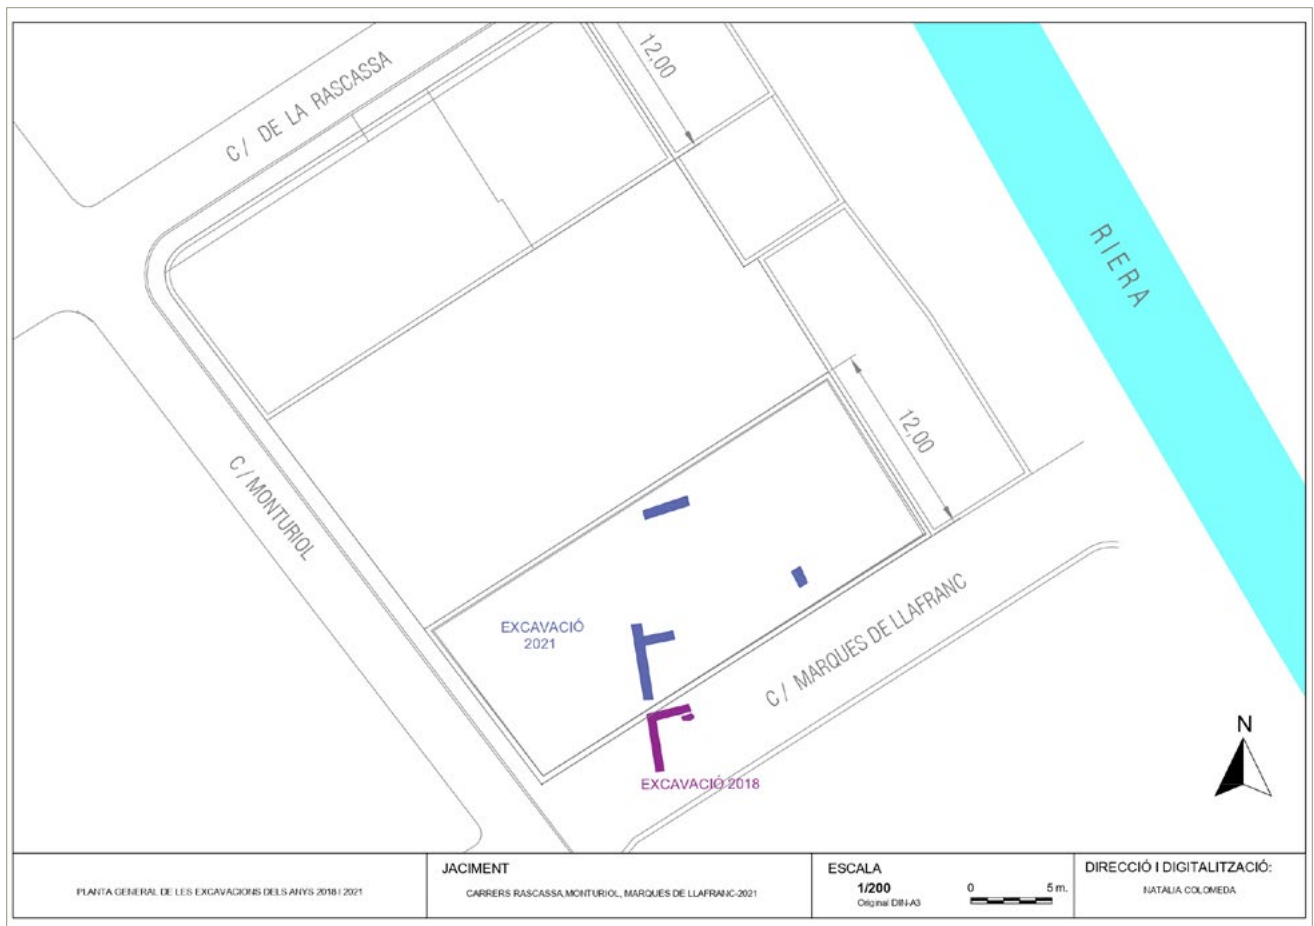 12,00
C/ DE LA RASCASSA
RIERA
12,00
C/MONTURIOL
C/ MARQUES DE LLAFRANC
EXCAVACIÓ
2021
EXCAVACIÓ 2018
N
PLANTA GENERAL DE LES EXCAVACIONS DELS ANYS 2018 I 2021
JACIMENT
CARRERS RASCASSA,MONTURIOL, MARQUÈS DE LLAFRANC-2021
ESCALA
1/200
Original DIN-A3
0 5 m.
DIRECCIÓ I DIGITALITZACIÓ:
NATALIA COLOMEDA